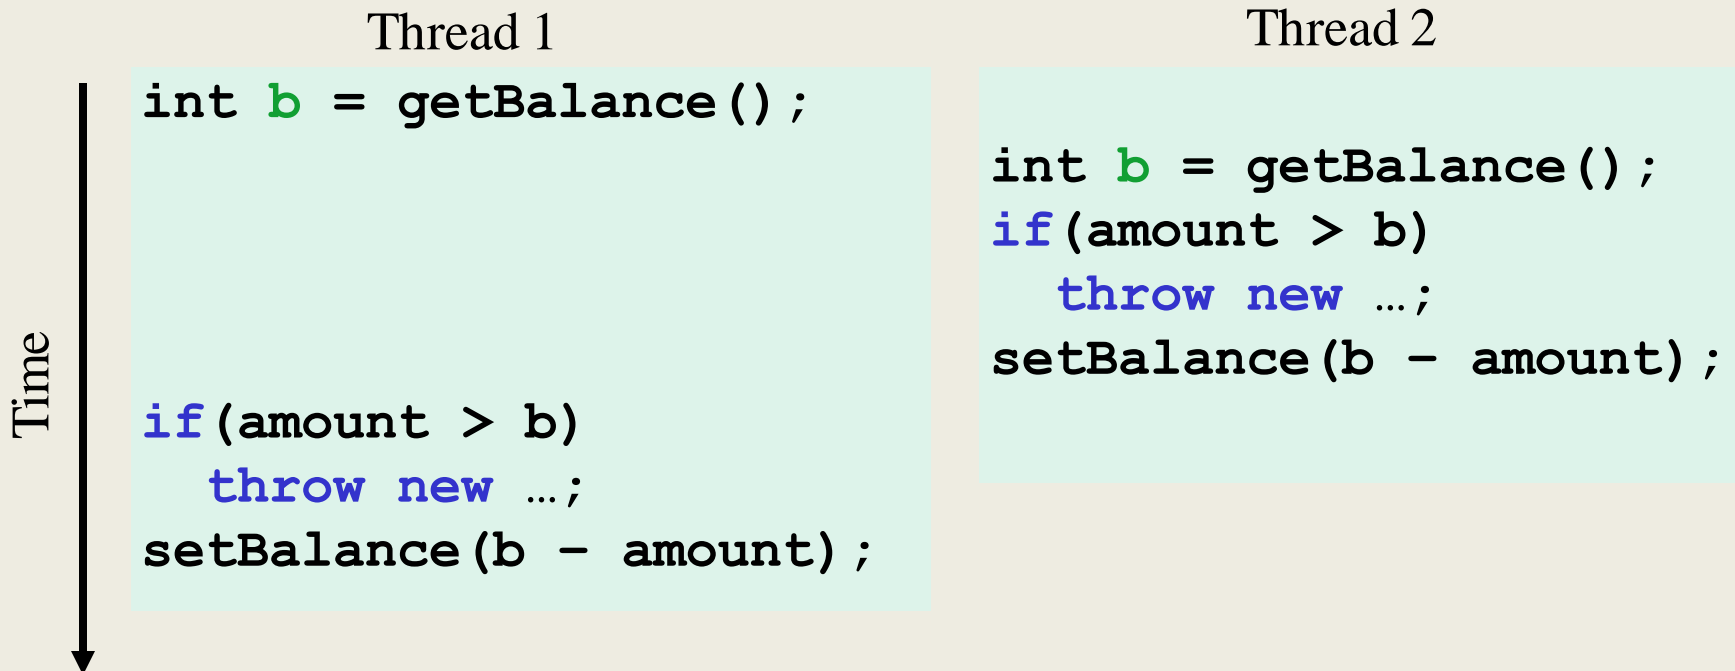 Thread 1
int b = getBalance();
if(amount > b)
throw new …;
setBalance(b – amount);
Thread 2
int b = getBalance();
if(amount > b)
throw new …;
setBalance(b – amount);
Time